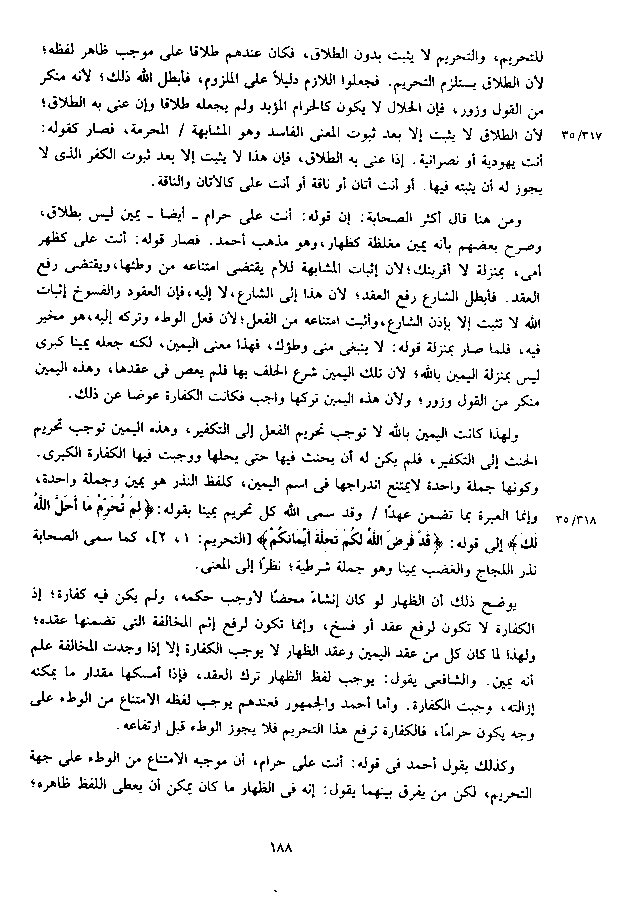 للتحريم، والتحريم لا يثبت بدون الطلاق، فكان عندهم طلاقا على موجب ظاهر لفظه؛
لأن الطلاق يستلزم التحريم. فجعلوا اللازم دليلاً على الملزوم، فأبطل الله ذلك؛ لأنه منكر
من القول وزور، فإن الحلال لا يكون كالحرام المؤبد ولم يجعله طلاقا وإن عنى به الطلاق؛
٣٥/٣١٧ لأن الطلاق لا يثبت إلا بعد ثبوت المعنى الفاسد وهو المشابهة / المحرمة، فصار كقوله:
أنت يهودية أو نصرانية. إذا عنى به الطلاق، فإن هذا لا يثبت إلا بعد ثبوت الكفر الذى لا
يجوز له أن يثبته فيها. أو أنت أتان أو ناقة أو أنت على كالأتان والناقة.
ومن هنا قال أكثر الصحابة: إن قوله: أنت على حرام ـ أيضا ـ يمين ليس بطلاق،
وصرح بعضهم بأنه يمين مغلظة كظهار، وهو مذهب أحمد. فصار قوله: أنت على كظهر
أمى، بمنزلة لا أقربنك؛ لأن إثبات المشابهة للأم يقتضى امتناعه من وطئها، ويقتضى رفع
العقد. فأبطل الشارع رفع العقد؛ لأن هذا إلى الشارع، لا إليه، فإن العقود والفسوخ إثبات
الله لا تثبت إلا بإذن الشارع، وأثبت امتناعه من الفعل؛ لأن فعل الوطء وتركه إليه، هو مخير
فيه، فلما صار بمنزلة قوله: لا ينبغى منى وطؤك، فهذا معنى اليمين، لكنه جعله يمينا كبرى
ليس بمنزلة اليمين بالله؛ لأن تلك اليمين شرع الحلف بها فلم يعص فى عقدها، وهذه اليمين
منكر من القول وزور؛ ولأن هذه اليمين تركها واجب فكانت الكفارة عوضا عن ذلك.
ولهذا كانت اليمين بالله لا توجب تحريم الفعل إلى التكفير، وهذه اليمين توجب تحريم
الحنث إلى التكفير، فلم يكن له أن يحنث فيها حتى يحلها ووجبت فيها الكفارة الكبرى.
وكونها جملة واحدة لا يمتنع اندراجها فى اسم اليمين، كلفظ النذر هو يمين وجملة واحدة،
٣٥/٣١٨ وإنما العبرة بما تضمن عهدًا / وقد سمى الله كل تحريم يمينا بقوله: ﴿لِمَ تُحَرِّمُ مَا أَحَلَّ اللَّهُ
لَكَ﴾ إلى قوله: ﴿قَدْ فَرَضَ اللَّهُ لَكُمْ تَحِلَّةَ أَيْمَانِكُمْ﴾ [التحريم: ١، ٢]، كما سمى الصحابة
نذر اللجاج والغضب يمينا وهو جملة شرطية؛ نظرًا إلى المعنى.
يوضح ذلك أن الظهار لو كان إنشاءً محضًا لأوجب حكمه، ولم يكن فيه كفارة؛ إذ
الكفارة لا تكون لرفع عقد أو فسخ، وإنما تكون لرفع إثم المخالفة التى تضمنها عقده؛
ولهذا لما كان كل من عقد اليمين وعقد الظهار لا يوجب الكفارة إلا إذا وجدت المخالفة علم
أنه يمين. والشافعى يقول: يوجب لفظ الظهار ترك العقد، فإذا أمسكها مقدار ما يمكنه
إزالته، وجبت الكفارة. وأما أحمد والجمهور فعندهم يوجب لفظه الامتناع من الوطء على
وجه يكون حرامًا، فالكفارة ترفع هذا التحريم فلا يجوز الوطء قبل ارتفاعه.
وكذلك يقول أحمد فى قوله: أنت على حرام، أن موجبه الامتناع من الوطء على جهة
التحريم، لكن من يفرق بينهما يقول: إنه فى الظهار ما كان يمكن أن يعطى اللفظ ظاهره؛
١٨٨